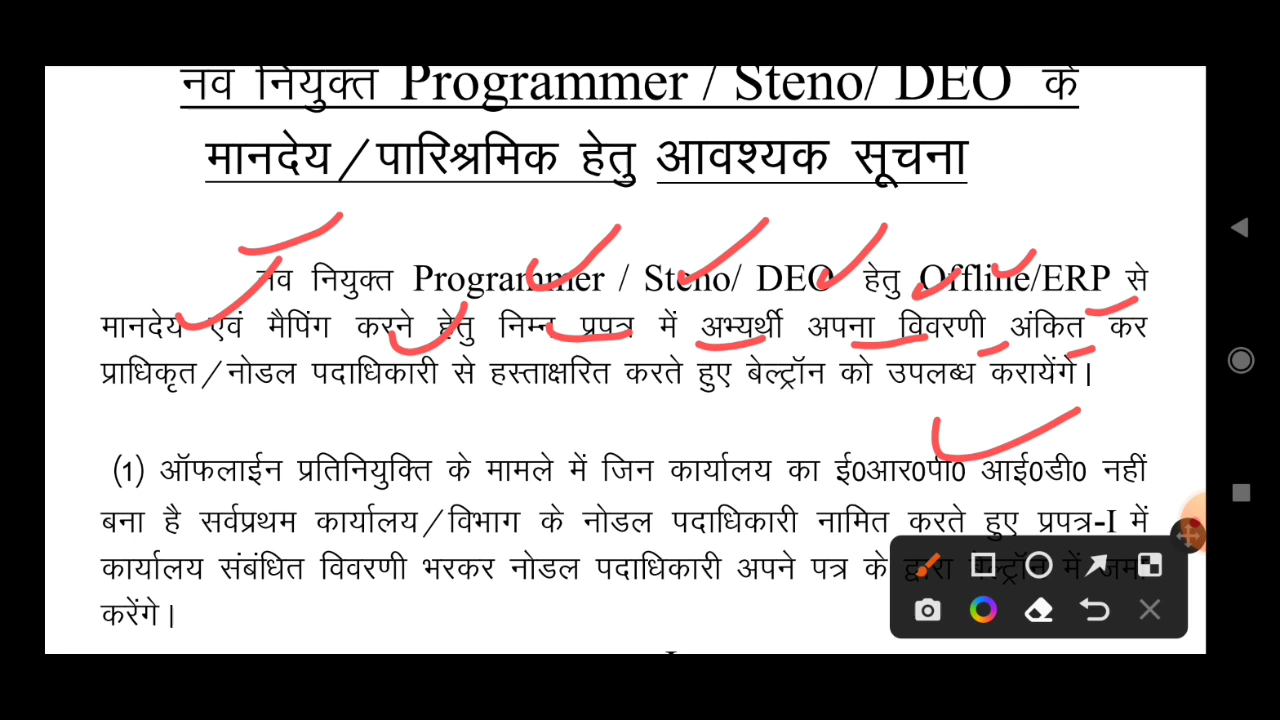 नव नियुक्त Programmer / Steno/ DEO के
मानदेय/पारिश्रमिक हेतु आवश्यक सूचना
नव नियुक्त Programmer / Steno/ DEO हेतु Offline/ERP से
मानदेय एवं मैपिंग करने हेतु निम्न प्रपत्र में अभ्यर्थी अपना विवरणी अंकित कर
प्राधिकृत/नोडल पदाधिकारी से हस्ताक्षरित करते हुए बेल्ट्रॉन को उपलब्ध करायेंगे।
(1) ऑफलाईन प्रतिनियुक्ति के मामले में जिन कार्यालय का ई0आर0पी0 आई0डी0 नहीं
बना है सर्वप्रथम कार्यालय/विभाग के नोडल पदाधिकारी नामित करते हुए प्रपत्र-I में
कार्यालय संबंधित विवरणी भरकर नोडल पदाधिकारी अपने पत्र के द्वारा बेल्ट्रॉन में जमा
करेंगे।